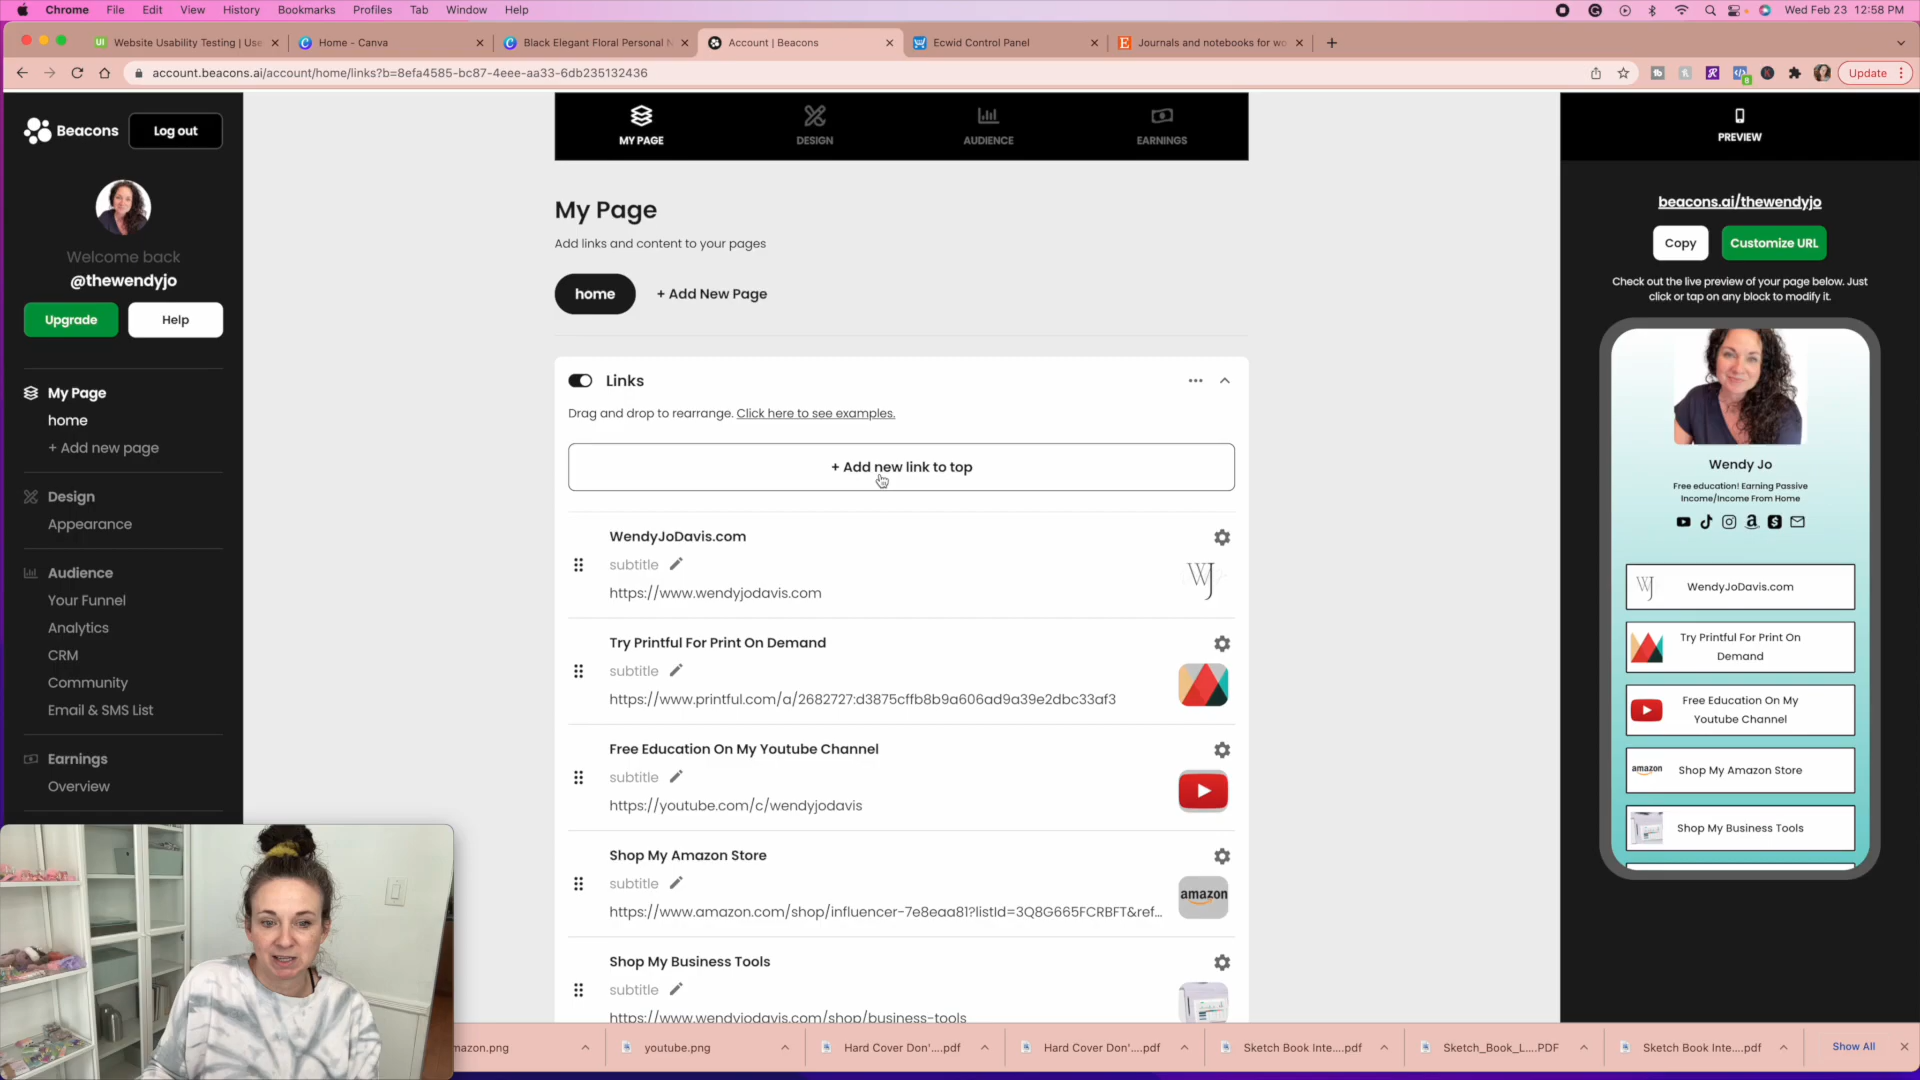 Chrome File Edit View History Bookmarks Profiles Tab Window Help Wed Feb 23 12:58 PM
Website Usability Testing | Use Home - Canva Black Elegant Floral Personal N Account | Beacons Ecwid Control Panel Journals and notebooks for wo
account.beacons.ai/account/home/links?b=8efa4585-bc87-4eee-aa33-6db235132436 Update
Beacons Log out
Welcome back
@thewendyjo
Upgrade Help
My Page
home
+ Add new page
Design
Appearance
Audience
Your Funnel
Analytics
CRM
Community
Email & SMS List
Earnings
Overview
MY PAGE DESIGN AUDIENCE EARNINGS
My Page
Add links and content to your pages
home + Add New Page
Links
Drag and drop to rearrange. Click here to see examples.
+ Add new link to top
WendyJoDavis.com
subtitle
https://www.wendyjodavis.com
WJ
Try Printful For Print On Demand
subtitle
https://www.printful.com/a/2682727:d3875cffb8b9a606ad9a39e2dbc33af3
Free Education On My Youtube Channel
subtitle
https://youtube.com/c/wendyjodavis
Shop My Amazon Store
subtitle
https://www.amazon.com/shop/influencer-7e8eaa81?listId=3Q8G665FCRBFT&ref...
amazon
Shop My Business Tools
subtitle
https://www.wendyjodavis.com/shop/business-tools
PREVIEW
beacons.ai/thewendyjo
Copy Customize URL
Check out the live preview of your page below. Just
click or tap on any block to modify it.
Wendy Jo
Free education! Earning Passive
Income/Income From Home
WJ WendyJoDavis.com
Try Printful For Print On
Demand
Free Education On My
Youtube Channel
amazon Shop My Amazon Store
Shop My Business Tools
mazon.png youtube.png Hard Cover Don'....pdf Hard Cover Don'....pdf Sketch Book Inte....pdf Sketch_Book_L....PDF Sketch Book Inte....pdf Show All